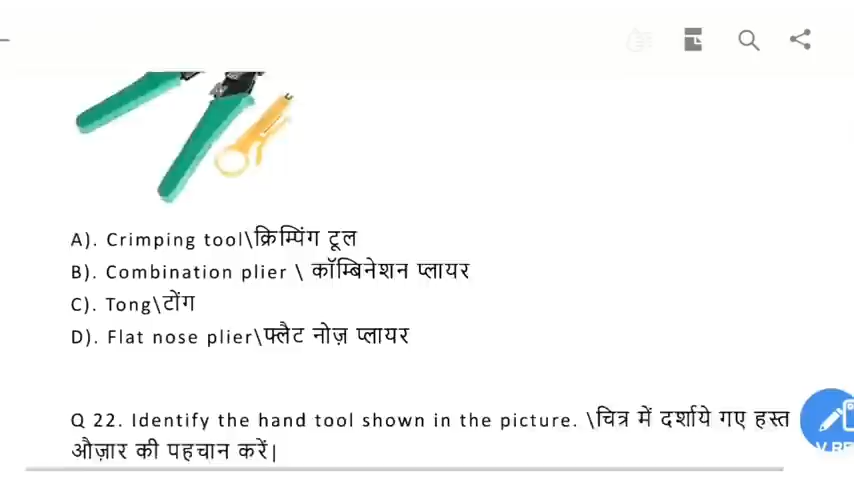 A). Crimping tool\क्रिम्पिंग टूल
B). Combination plier \ कॉम्बिनेशन प्लायर
C). Tong\टोंग
D). Flat nose plier\फ्लैट नोज़ प्लायर
Q 22. Identify the hand tool shown in the picture. \चित्र में दर्शाये गए हस्त
औज़ार की पहचान करें|